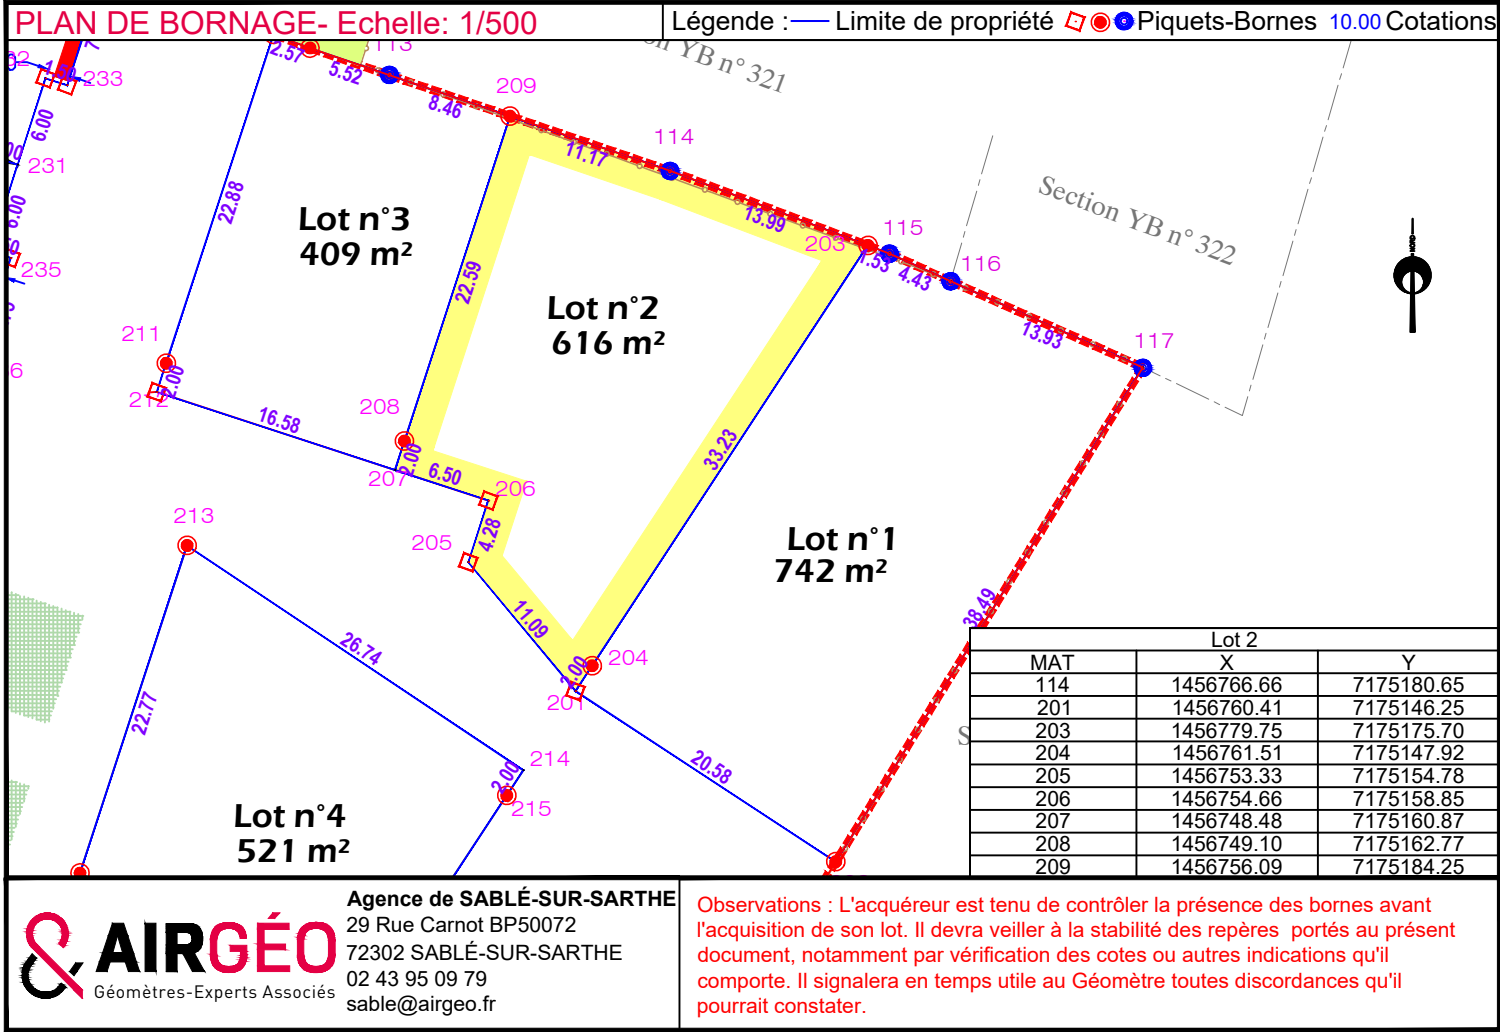 PLAN DE BORNAGE- Echelle: 1/500
Légende : Limite de propriété Piquets-Bornes 10.00 Cotations
2.57
113
5.52
8.46
209
11.17
114
13.99
203
115
1.53
4.43
116
13.93
117
YB n° 321
Section YB n° 322
NORD
233
6.00
231
6.00
235
22.88
Lot n°3
409 m²
22.59
Lot n°2
616 m²
211
2.00
212
16.58
208
2.00
207
6.50
206
205
4.28
11.09
33.23
204
2.00
201
Lot n°1
742 m²
38.49
20.58
213
26.74
22.77
214
2.00
215
Lot n°4
521 m²
Lot 2
MAT X Y
114 1456766.66 7175180.65
201 1456760.41 7175146.25
203 1456779.75 7175175.70
204 1456761.51 7175147.92
205 1456753.33 7175154.78
206 1456754.66 7175158.85
207 1456748.48 7175160.87
208 1456749.10 7175162.77
209 1456756.09 7175184.25
AIRGÉO
Géomètres-Experts Associés
Agence de SABLÉ-SUR-SARTHE
29 Rue Carnot BP50072
72302 SABLÉ-SUR-SARTHE
02 43 95 09 79
sable@airgeo.fr
Observations : L'acquéreur est tenu de contrôler la présence des bornes avant
l'acquisition de son lot. Il devra veiller à la stabilité des repères portés au présent
document, notamment par vérification des cotes ou autres indications qu'il
comporte. Il signalera en temps utile au Géomètre toutes discordances qu'il
pourrait constater.